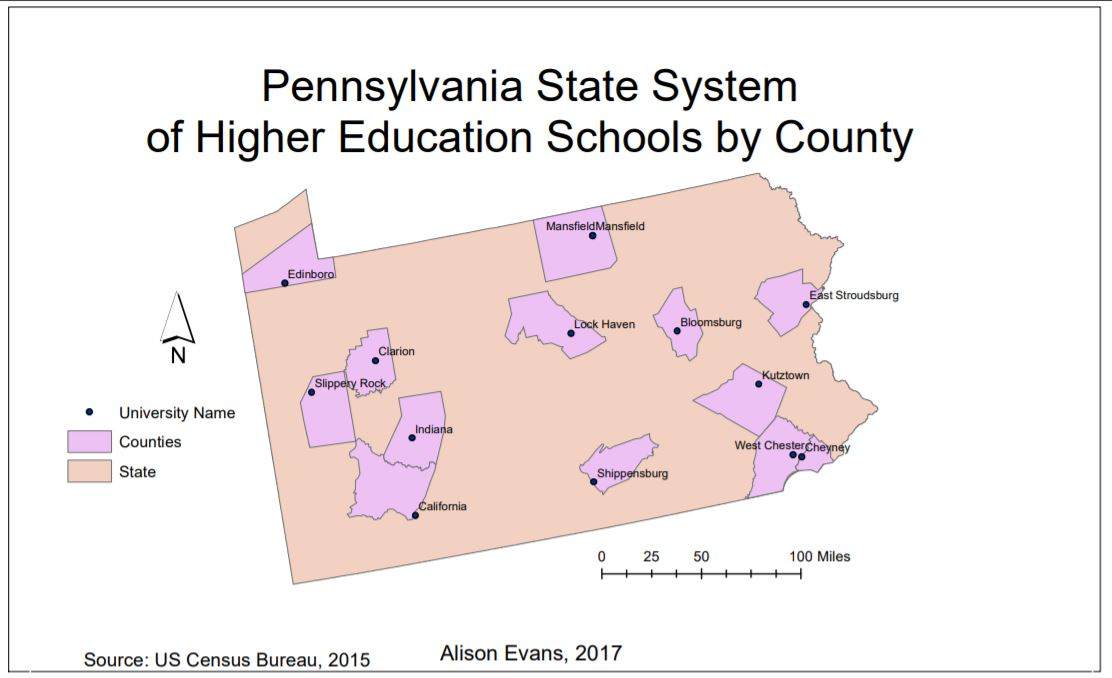 Pennsylvania State System
of Higher Education Schools by County
MansfieldMansfield
Edinboro
East Stroudsburg
Lock Haven
Bloomsburg
Clarion
N
Slippery Rock
Kutztown
University Name
Indiana
Counties
West Chester
Cheyney
State
Shippensburg
California
0 25 50 100 Miles
Source: US Census Bureau, 2015
Alison Evans, 2017